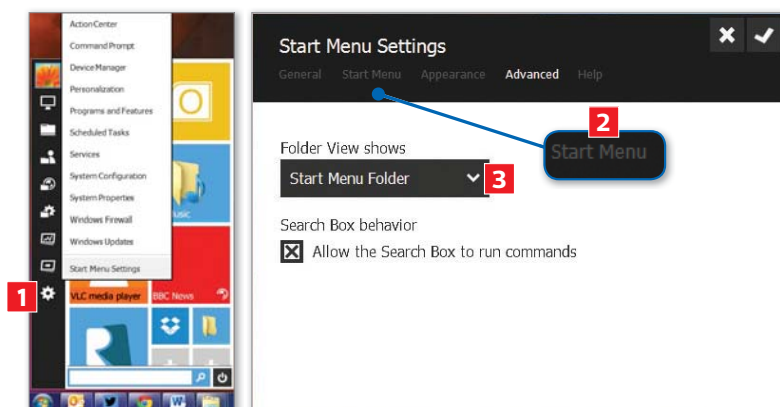 Action Center
Command Prompt
Device Manager
Personalization
Programs and Features
Scheduled Tasks
Services
System Configuration
System Properties
Windows Firewall
Windows Updates
Start Menu Settings
1
VLC media player
BBC News
Start Menu Settings
General Start Menu Appearance Advanced Help
2
Start Menu
Folder View shows
Start Menu Folder
3
Search Box behavior
Allow the Search Box to run commands